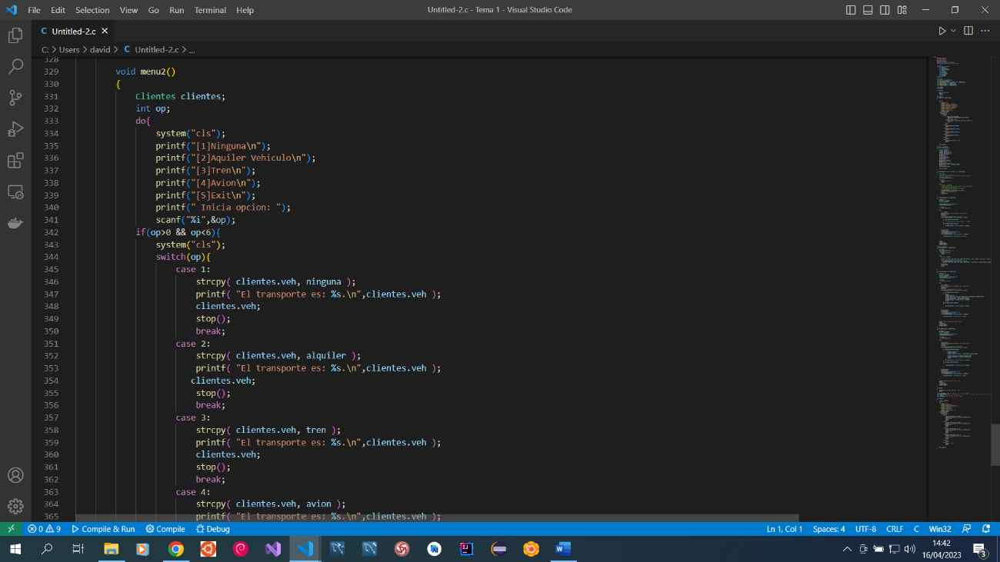 File Edit Selection View Go Run Terminal Help Untitled-2.c - Tema 1 - Visual Studio Code
C Untitled-2.c
C: > Users > david > C Untitled-2.c > ...
328
329 void menu2()
330 {
331 Clientes clientes;
332 int op;
333 do{
334 system("cls");
335 printf("[1]Ninguna\n");
336 printf("[2]Aquiler Vehiculo\n");
337 printf("[3]Tren\n");
338 printf("[4]Avion\n");
339 printf("[5]Exit\n");
340 printf(" Inicia opcion: ");
341 scanf("%i",&op);
342 if(op>0 && op<6){
343 system("cls");
344 switch(op){
345 case 1:
346 strcpy( clientes.veh, ninguna );
347 printf( "El transporte es: %s.\n",clientes.veh );
348 clientes.veh;
349 stop();
350 break;
351 case 2:
352 strcpy( clientes.veh, alquiler );
353 printf( "El transporte es: %s.\n",clientes.veh );
354 clientes.veh;
355 stop();
356 break;
357 case 3:
358 strcpy( clientes.veh, tren );
359 printf( "El transporte es: %s.\n",clientes.veh );
360 clientes.veh;
361 stop();
362 break;
363 case 4:
364 strcpy( clientes.veh, avion );
365 printf( "El transporte es: %s.\n",clientes.veh );
0 9 Compile & Run Compile Debug Ln 1, Col 1 Spaces: 4 UTF-8 CRLF C Win32
14:42
16/04/2023 3